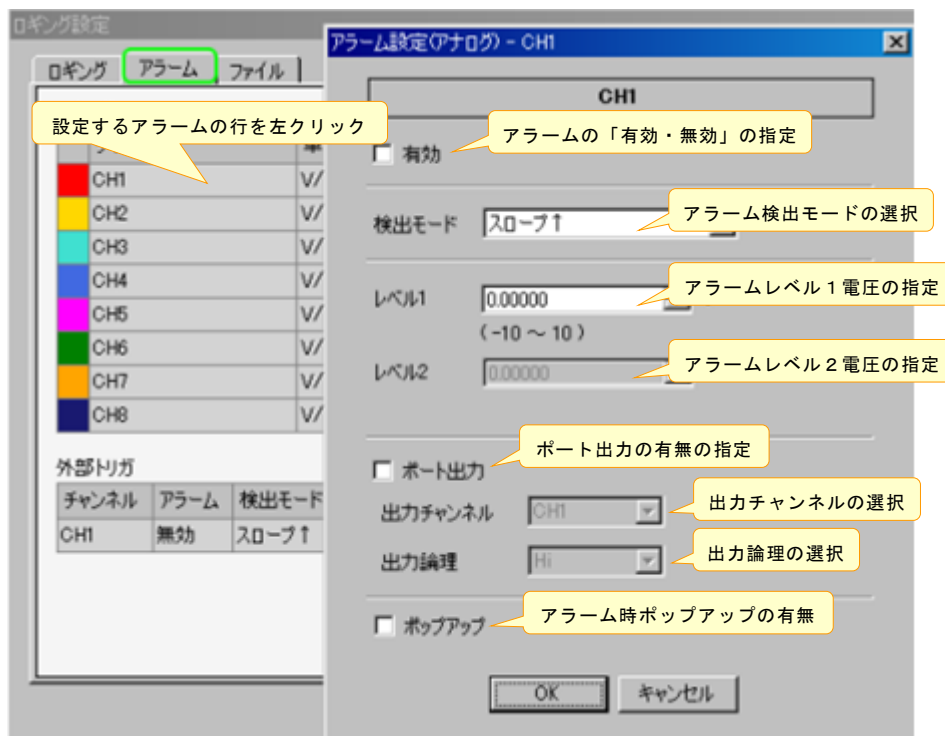 ロギング設定
ロギング アラーム ファイル
設定するアラームの行を左クリック
CH1 V/
CH2 V/
CH3 V/
CH4 V/
CH5 V/
CH6 V/
CH7 V/
CH8 V/
外部トリガ
チャンネル アラーム 検出モード
CH1 無効 スロープ↑
アラーム設定(アナログ) - CH1
CH1
アラームの「有効・無効」の指定
有効
アラーム検出モードの選択
検出モード スロープ↑
アラームレベル1電圧の指定
レベル1 0.00000
(-10 ~ 10 )
アラームレベル2電圧の指定
レベル2 0.00000
ポート出力の有無の指定
ポート出力
出力チャンネルの選択
出力チャンネル CH1
出力論理の選択
出力論理 Hi
アラーム時ポップアップの有無
ポップアップ
OK キャンセル